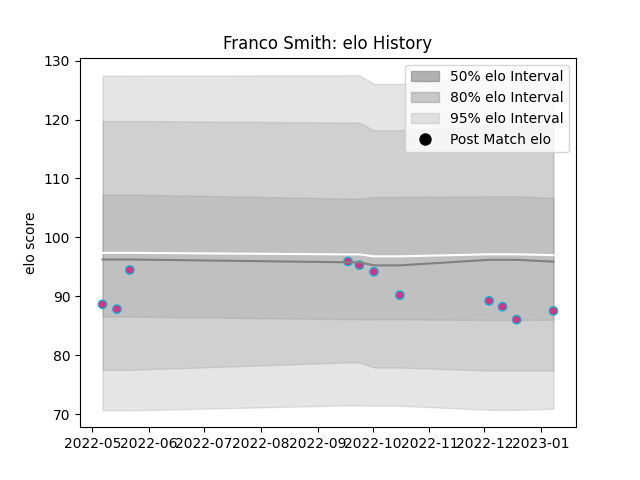 Franco Smith: elo History
130
120
110
100
90
80
70
elo score
50% elo Interval
80% elo Interval
95% elo Interval
Post Match elo
2022-05 2022-06 2022-07 2022-08 2022-09 2022-10 2022-11 2022-12 2023-01